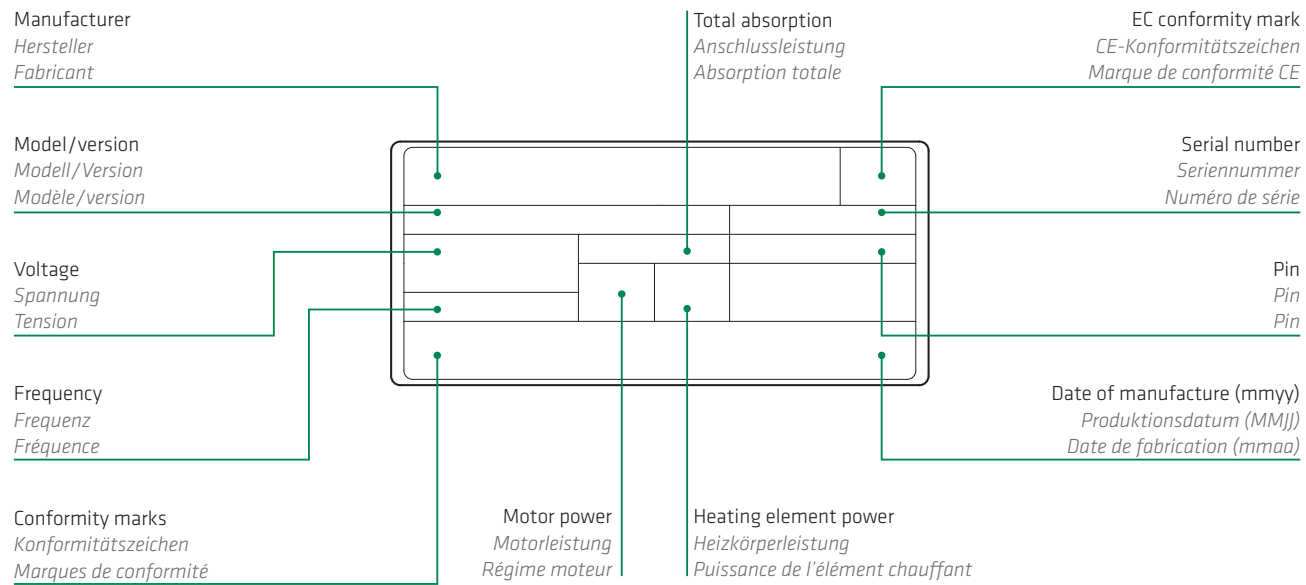 Manufacturer
Hersteller
Fabricant
Total absorption
Anschlussleistung
Absorption totale
EC conformity mark
CE-Konformitätszeichen
Marque de conformité CE
Model/version
Modell/Version
Modèle/version
Serial number
Seriennummer
Numéro de série
Voltage
Spannung
Tension
Pin
Pin
Pin
Frequency
Frequenz
Fréquence
Date of manufacture (mmyy)
Produktionsdatum (MMJJ)
Date de fabrication (mmaa)
Conformity marks
Konformitätszeichen
Marques de conformité
Motor power
Motorleistung
Régime moteur
Heating element power
Heizkörperleistung
Puissance de l'élément chauffant